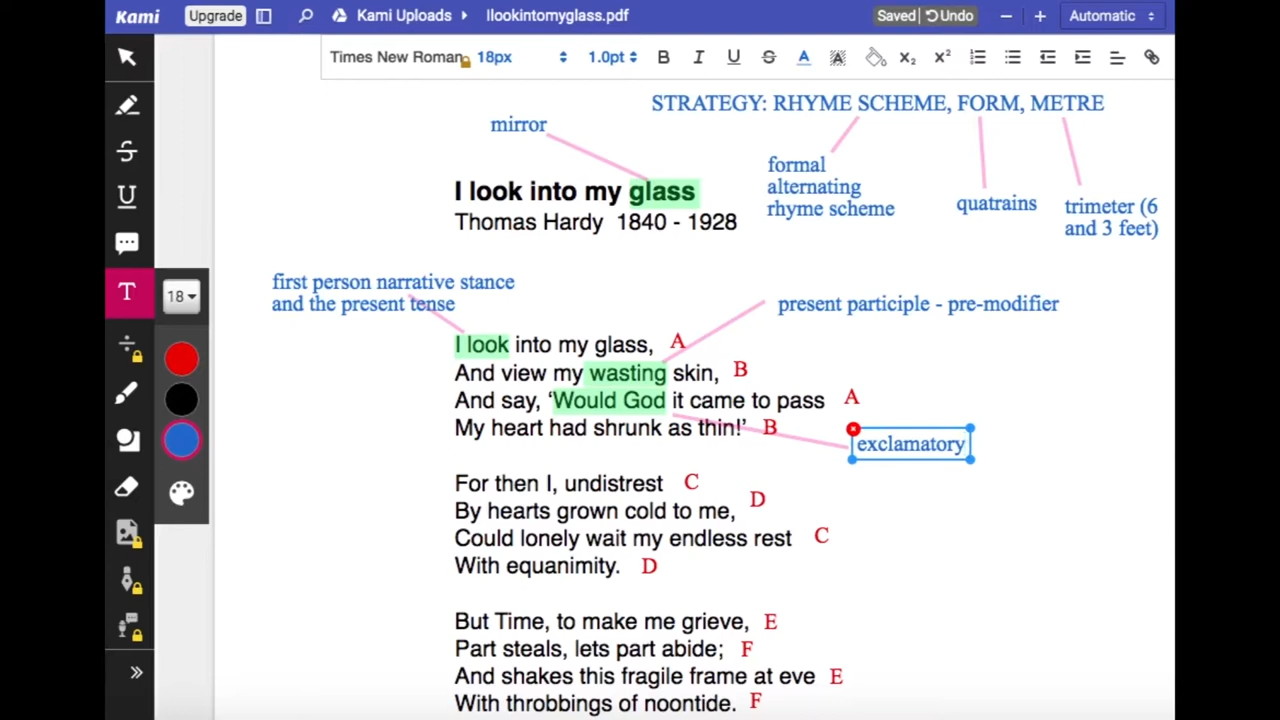 Kami Upgrade Kami Uploads Ilookintomyglass.pdf Saved Undo Automatic
Times New Roman 18px 1.0pt B I U S A A X₂ X²
STRATEGY: RHYME SCHEME, FORM, METRE
mirror
formal
alternating
rhyme scheme
quatrains
trimeter (6
and 3 feet)
I look into my glass
Thomas Hardy 1840 - 1928
T 18
first person narrative stance
and the present tense
present participle - pre-modifier
I look into my glass, A
And view my wasting skin, B
And say, ‘Would God it came to pass A
My heart had shrunk as thin!’ B
exclamatory
For then I, undistrest C
By hearts grown cold to me, D
Could lonely wait my endless rest C
With equanimity. D
But Time, to make me grieve, E
Part steals, lets part abide; F
And shakes this fragile frame at eve E
With throbbings of noontide. F